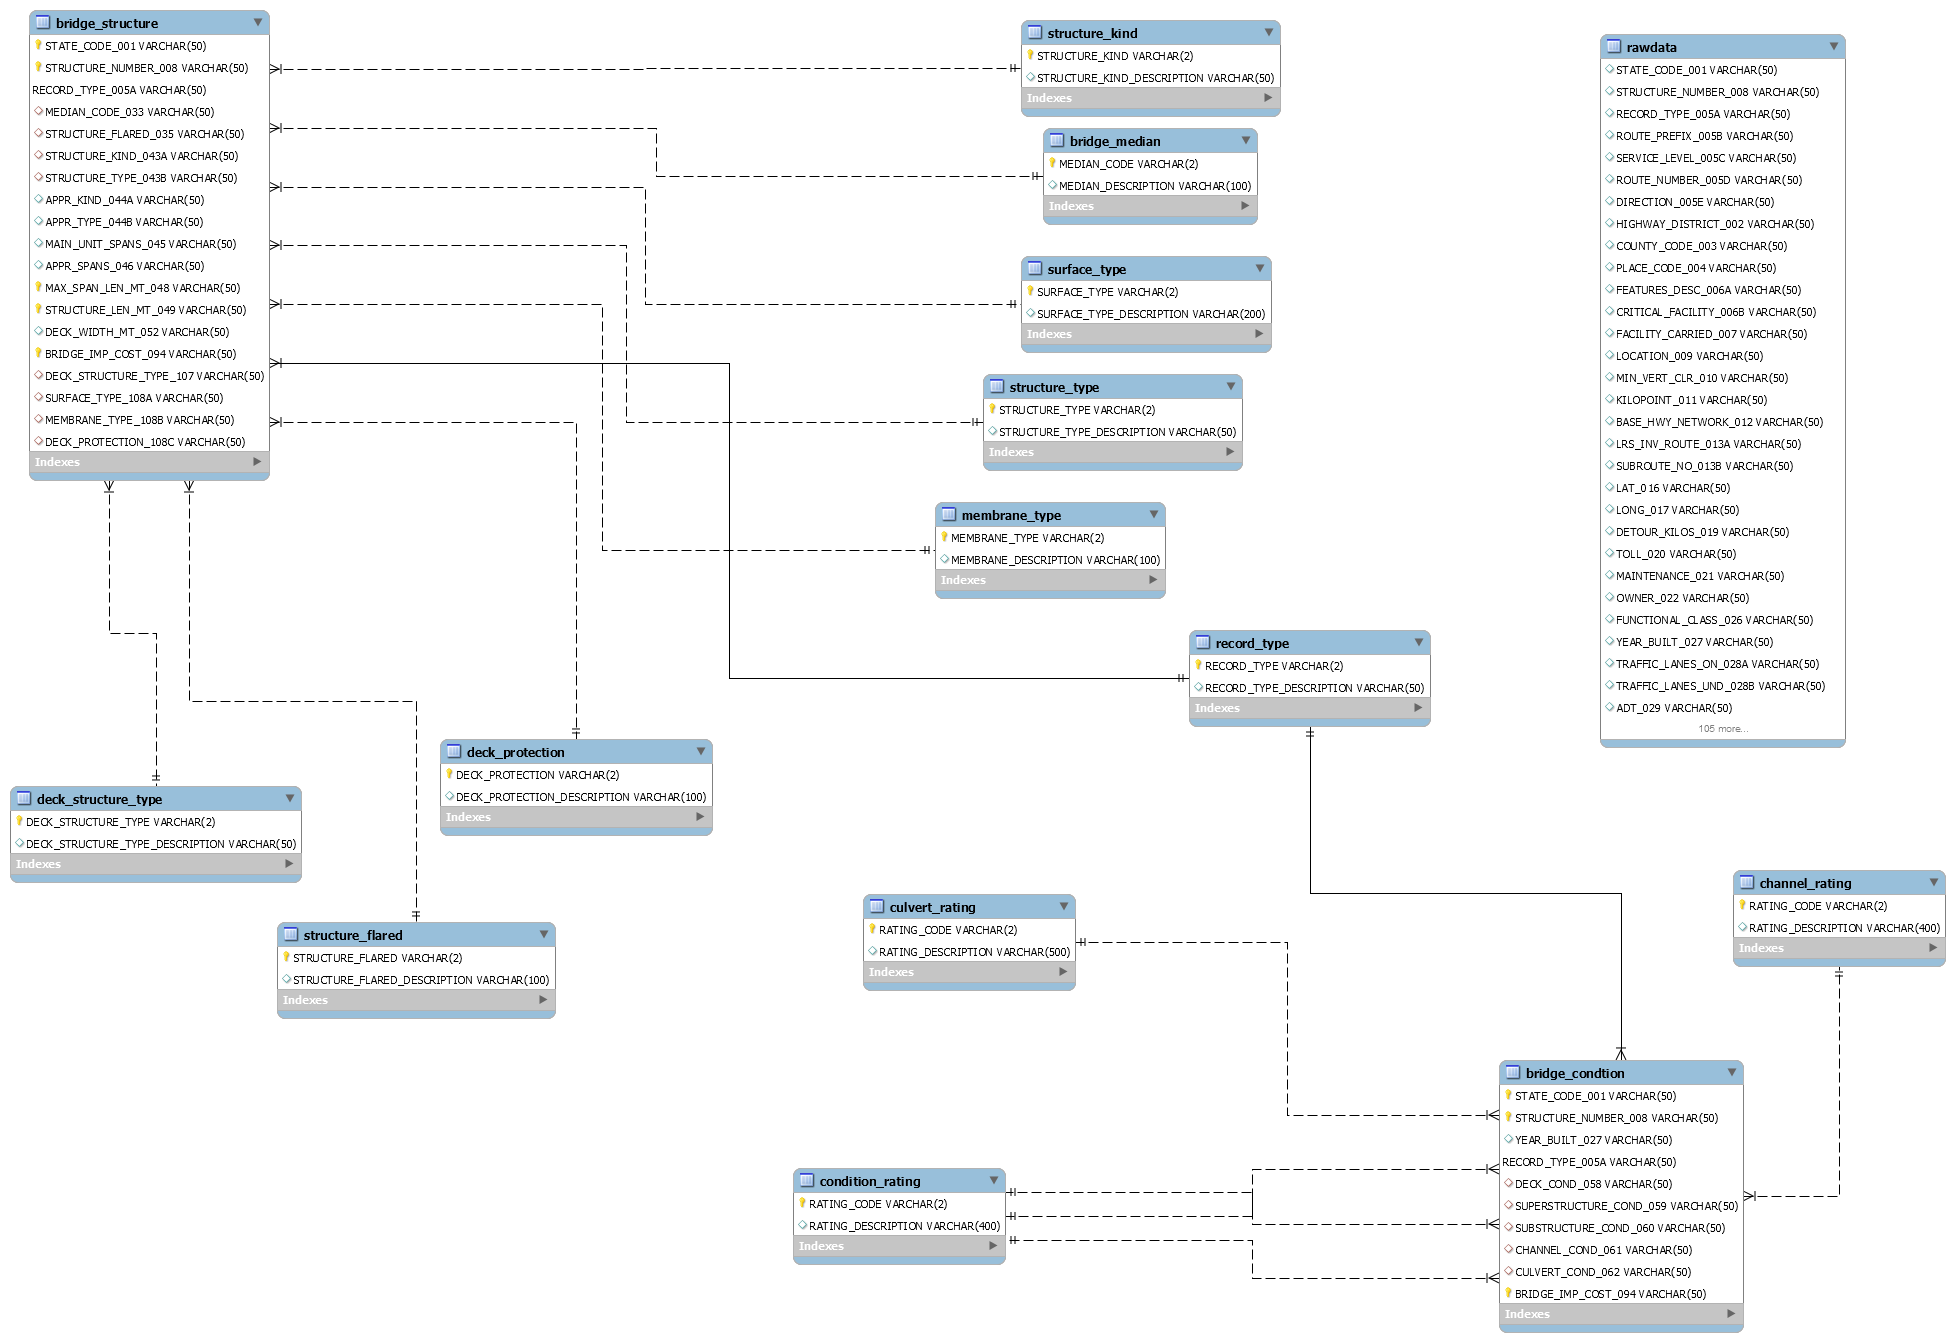 bridge_structure
STATE_CODE_001 VARCHAR(50)
STRUCTURE_NUMBER_008 VARCHAR(50)
RECORD_TYPE_005A VARCHAR(50)
MEDIAN_CODE_033 VARCHAR(50)
STRUCTURE_FLARED_035 VARCHAR(50)
STRUCTURE_KIND_043A VARCHAR(50)
STRUCTURE_TYPE_043B VARCHAR(50)
APPR_KIND_044A VARCHAR(50)
APPR_TYPE_044B VARCHAR(50)
MAIN_UNIT_SPANS_045 VARCHAR(50)
APPR_SPANS_046 VARCHAR(50)
MAX_SPAN_LEN_MT_048 VARCHAR(50)
STRUCTURE_LEN_MT_049 VARCHAR(50)
DECK_WIDTH_MT_052 VARCHAR(50)
BRIDGE_IMP_COST_094 VARCHAR(50)
DECK_STRUCTURE_TYPE_107 VARCHAR(50)
SURFACE_TYPE_108A VARCHAR(50)
MEMBRANE_TYPE_108B VARCHAR(50)
DECK_PROTECTION_108C VARCHAR(50)
Indexes
structure_kind
STRUCTURE_KIND VARCHAR(2)
STRUCTURE_KIND_DESCRIPTION VARCHAR(50)
Indexes
bridge_median
MEDIAN_CODE VARCHAR(2)
MEDIAN_DESCRIPTION VARCHAR(100)
Indexes
surface_type
SURFACE_TYPE VARCHAR(2)
SURFACE_TYPE_DESCRIPTION VARCHAR(200)
Indexes
structure_type
STRUCTURE_TYPE VARCHAR(2)
STRUCTURE_TYPE_DESCRIPTION VARCHAR(50)
Indexes
membrane_type
MEMBRANE_TYPE VARCHAR(2)
MEMBRANE_DESCRIPTION VARCHAR(100)
Indexes
record_type
RECORD_TYPE VARCHAR(2)
RECORD_TYPE_DESCRIPTION VARCHAR(50)
Indexes
rawdata
STATE_CODE_001 VARCHAR(50)
STRUCTURE_NUMBER_008 VARCHAR(50)
RECORD_TYPE_005A VARCHAR(50)
ROUTE_PREFIX_005B VARCHAR(50)
SERVICE_LEVEL_005C VARCHAR(50)
ROUTE_NUMBER_005D VARCHAR(50)
DIRECTION_005E VARCHAR(50)
HIGHWAY_DISTRICT_002 VARCHAR(50)
COUNTY_CODE_003 VARCHAR(50)
PLACE_CODE_004 VARCHAR(50)
FEATURES_DESC_006A VARCHAR(50)
CRITICAL_FACILITY_006B VARCHAR(50)
FACILITY_CARRIED_007 VARCHAR(50)
LOCATION_009 VARCHAR(50)
MIN_VERT_CLR_010 VARCHAR(50)
KILOPOINT_011 VARCHAR(50)
BASE_HWY_NETWORK_012 VARCHAR(50)
LRS_INV_ROUTE_013A VARCHAR(50)
SUBROUTE_NO_013B VARCHAR(50)
LAT_016 VARCHAR(50)
LONG_017 VARCHAR(50)
DETOUR_KILOS_019 VARCHAR(50)
TOLL_020 VARCHAR(50)
MAINTENANCE_021 VARCHAR(50)
OWNER_022 VARCHAR(50)
FUNCTIONAL_CLASS_026 VARCHAR(50)
YEAR_BUILT_027 VARCHAR(50)
TRAFFIC_LANES_ON_028A VARCHAR(50)
TRAFFIC_LANES_UND_028B VARCHAR(50)
ADT_029 VARCHAR(50)
105 more...
deck_protection
DECK_PROTECTION VARCHAR(2)
DECK_PROTECTION_DESCRIPTION VARCHAR(100)
Indexes
deck_structure_type
DECK_STRUCTURE_TYPE VARCHAR(2)
DECK_STRUCTURE_TYPE_DESCRIPTION VARCHAR(50)
Indexes
structure_flared
STRUCTURE_FLARED VARCHAR(2)
STRUCTURE_FLARED_DESCRIPTION VARCHAR(100)
Indexes
culvert_rating
RATING_CODE VARCHAR(2)
RATING_DESCRIPTION VARCHAR(500)
Indexes
channel_rating
RATING_CODE VARCHAR(2)
RATING_DESCRIPTION VARCHAR(400)
Indexes
condition_rating
RATING_CODE VARCHAR(2)
RATING_DESCRIPTION VARCHAR(400)
Indexes
bridge_condtion
STATE_CODE_001 VARCHAR(50)
STRUCTURE_NUMBER_008 VARCHAR(50)
YEAR_BUILT_027 VARCHAR(50)
RECORD_TYPE_005A VARCHAR(50)
DECK_COND_058 VARCHAR(50)
SUPERSTRUCTURE_COND_059 VARCHAR(50)
SUBSTRUCTURE_COND_060 VARCHAR(50)
CHANNEL_COND_061 VARCHAR(50)
CULVERT_COND_062 VARCHAR(50)
BRIDGE_IMP_COST_094 VARCHAR(50)
Indexes